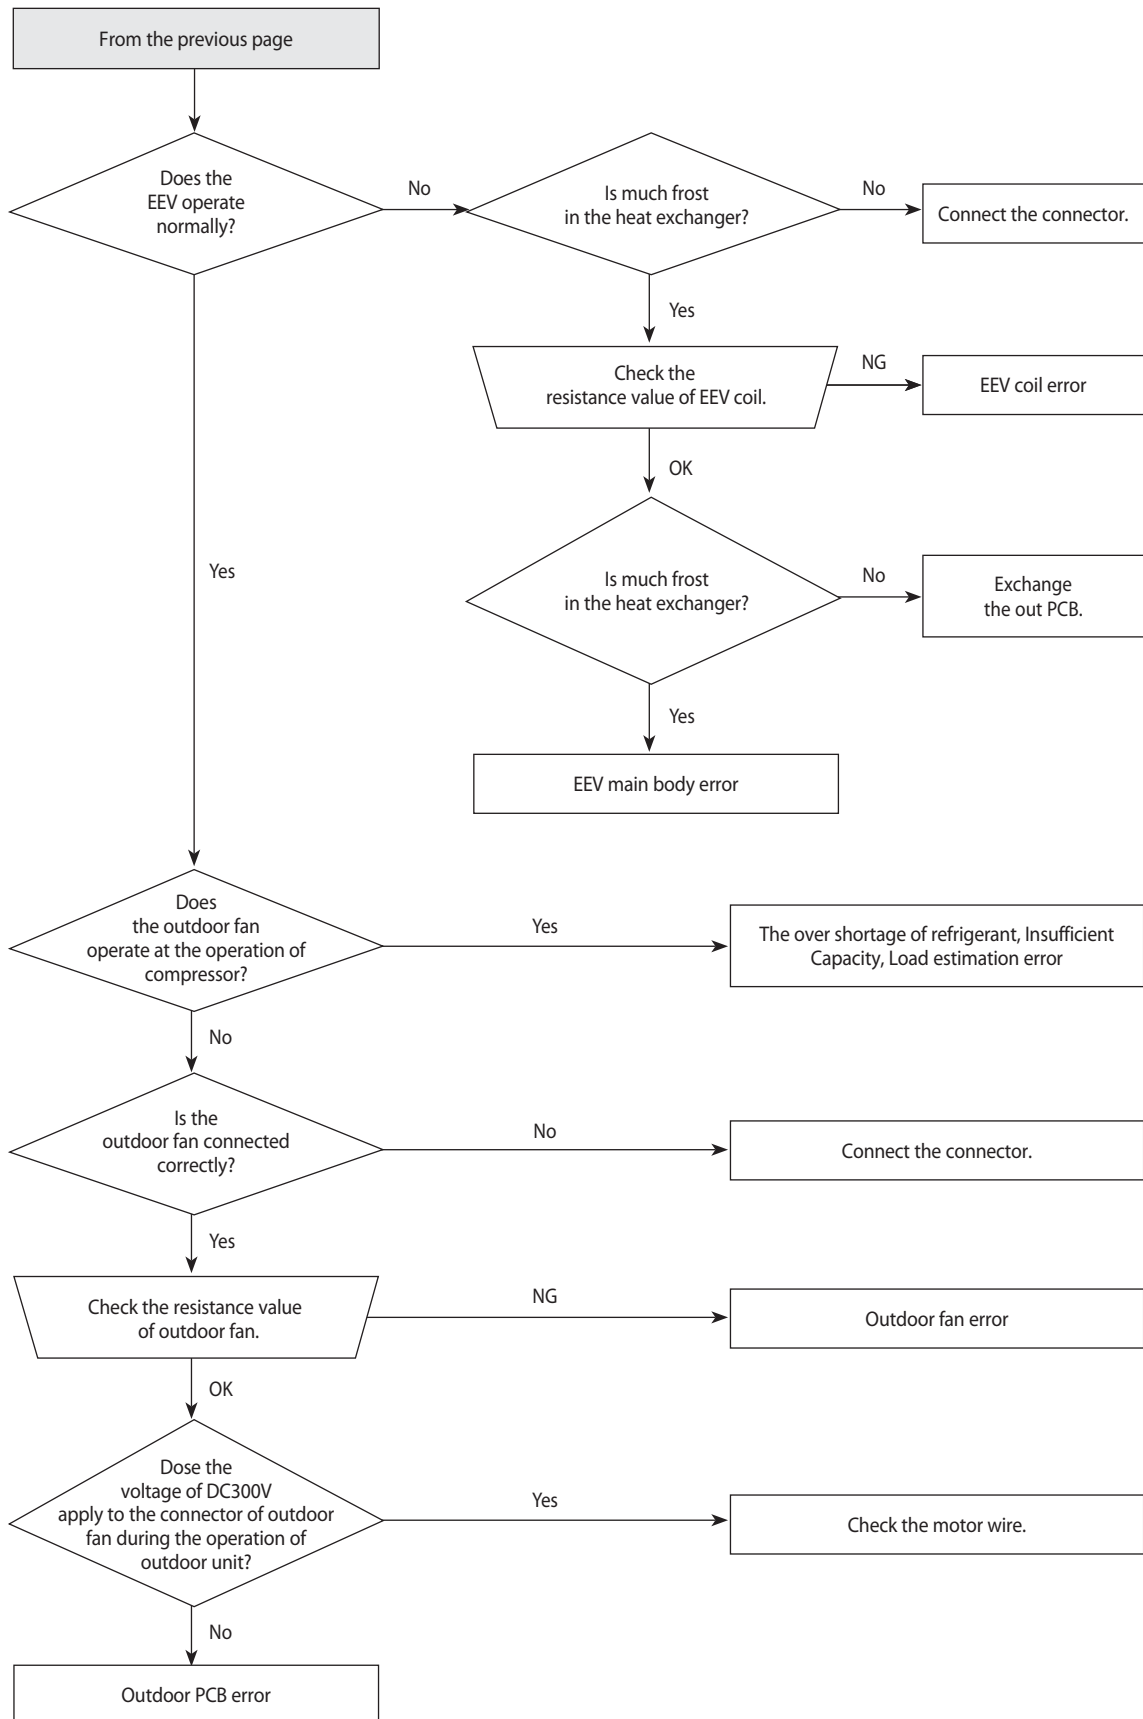 From the previous page
Does the
EEV operate
normally?
No
Is much frost
in the heat exchanger?
No
Connect the connector.
Yes
Check the
resistance value of EEV coil.
NG
EEV coil error
OK
Yes
Is much frost
in the heat exchanger?
No
Exchange
the out PCB.
Yes
EEV main body error
Does
the outdoor fan
operate at the operation of
compressor?
Yes
The over shortage of refrigerant, Insufficient
Capacity, Load estimation error
No
Is the
outdoor fan connected
correctly?
No
Connect the connector.
Yes
Check the resistance value
of outdoor fan.
NG
Outdoor fan error
OK
Dose the
voltage of DC300V
apply to the connector of outdoor
fan during the operation of
outdoor unit?
Yes
Check the motor wire.
No
Outdoor PCB error